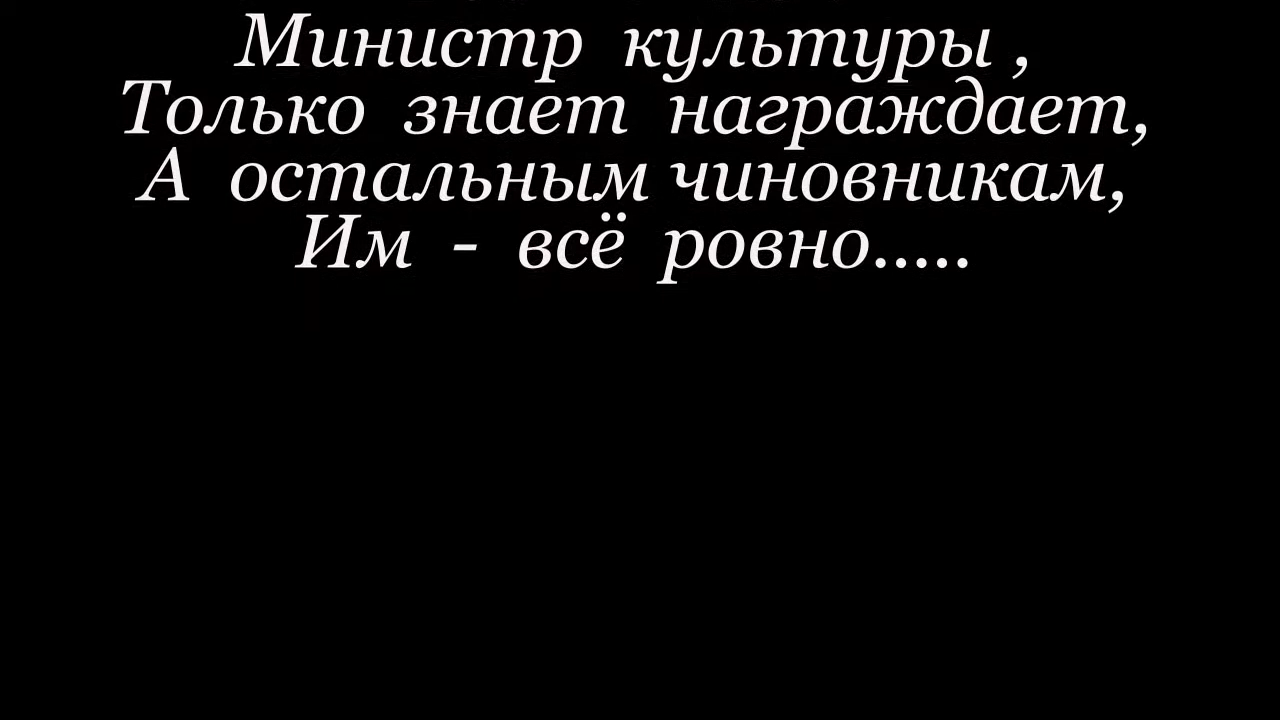 Министр культуры ,
Только знает награждает,
А остальным чиновникам,
Им - всё ровно.....